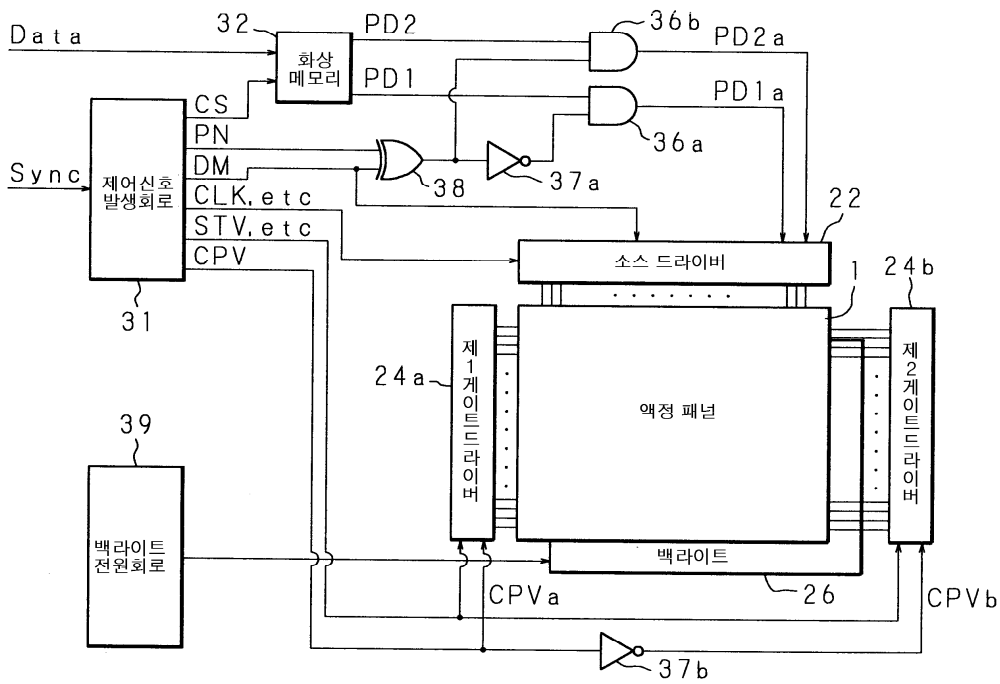 Data
32
화상
메모리
PD2
PD1
36b
PD2a
PD1a
36a
CS
PN
DM
CLK,etc
STV,etc
CPV
Sync
제어신호
발생회로
31
38
37a
22
소스 드라이버
1
24b
24a
제1게이트드라이버
액정 패널
제2게이트드라이버
39
백라이트
전원회로
백라이트
26
CPVa
CPVb
37b